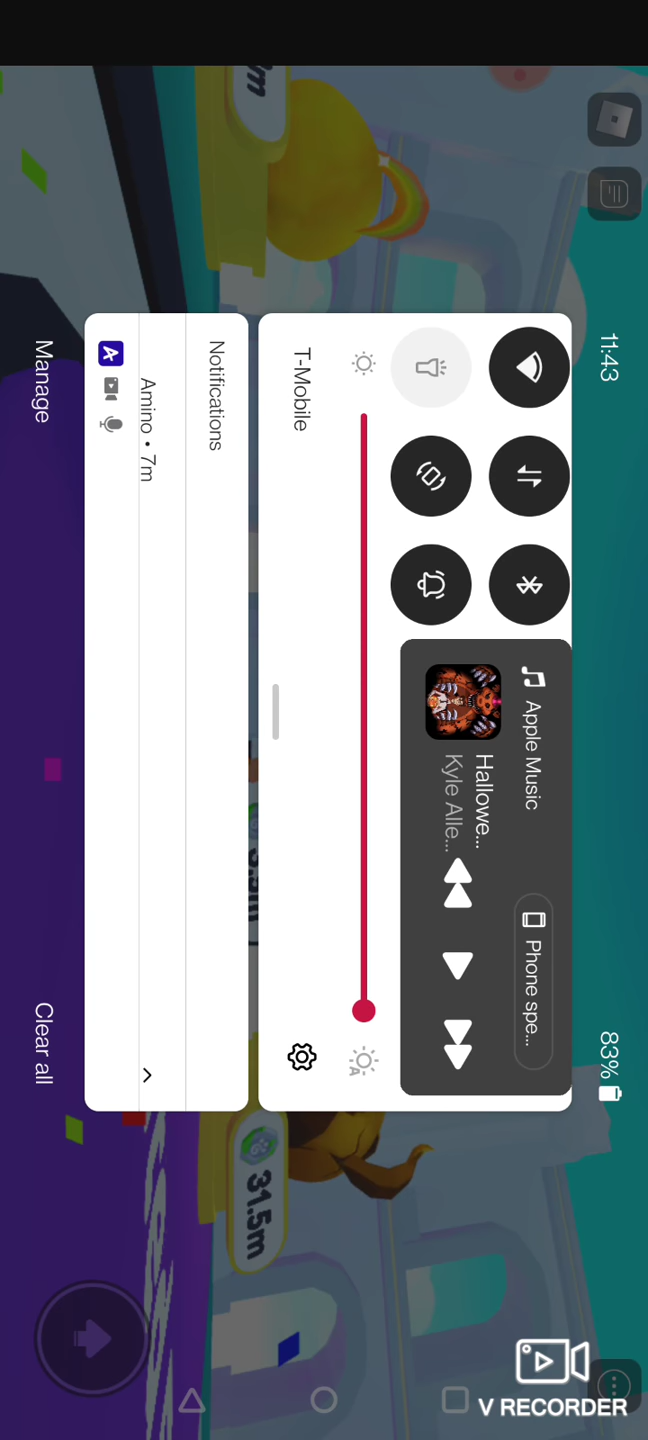 11:43
83%
Apple Music
Phone spe...
Hallowe...
Kyle Alle...
T-Mobile
Notifications
Amino • 7m
Manage
Clear all
31.5m
V RECORDER